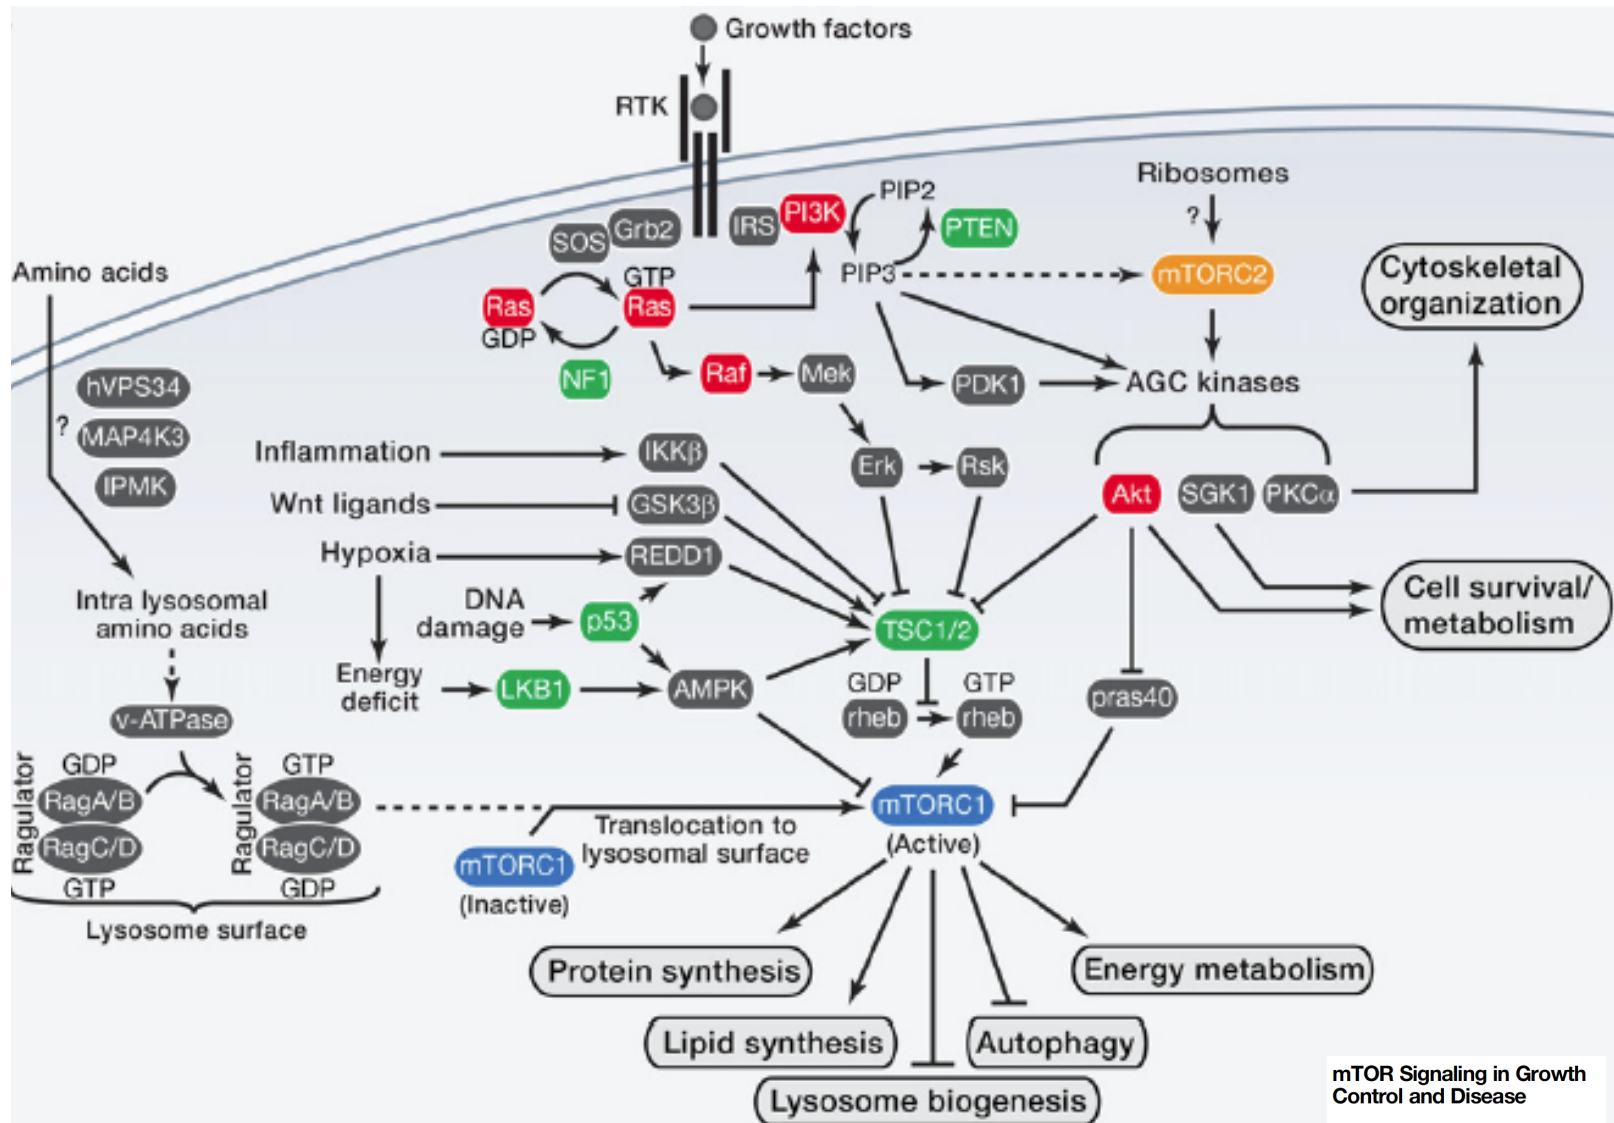 Growth factors
RTK
Ribosomes
?
PIP2
IRS
PI3K
PTEN
SOS
Grb2
PIP3
mTORC2
Cytoskeletal
organization
Amino acids
GTP
Ras
Ras
GDP
NF1
Raf
Mek
PDK1
AGC kinases
hVPS34
?
MAP4K3
IPMK
Inflammation
IKKβ
Erk
Rsk
Wnt ligands
GSK3β
Akt
SGK1
PKCα
Hypoxia
REDD1
DNA
damage
p53
TSC1/2
Cell survival/
metabolism
Intra lysosomal
amino acids
Energy
deficit
LKB1
AMPK
GDP
rheb
GTP
rheb
pras40
v-ATPase
Ragulator
GDP
RagA/B
RagC/D
GTP
Ragulator
GTP
RagA/B
RagC/D
GDP
Lysosome surface
Translocation to
lysosomal surface
mTORC1
(Inactive)
mTORC1
(Active)
Protein synthesis
Energy metabolism
Lipid synthesis
Autophagy
Lysosome biogenesis
mTOR Signaling in Growth
Control and Disease